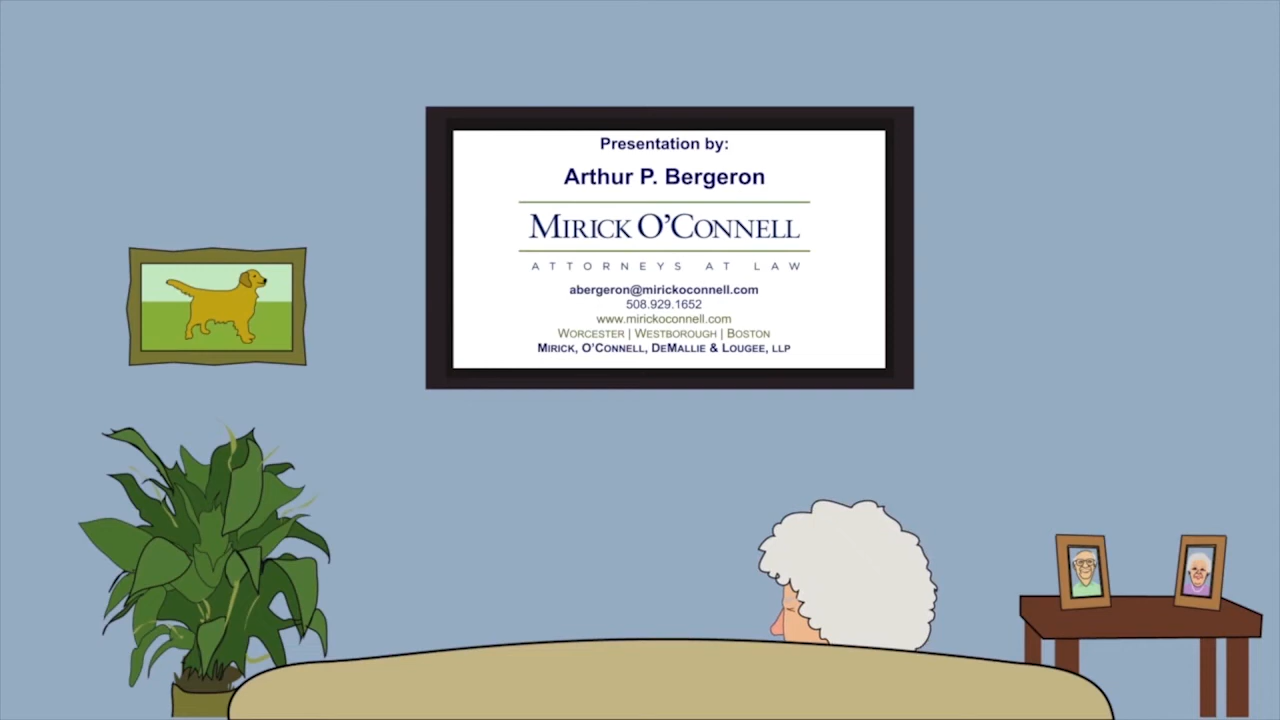 Presentation by:
Arthur P. Bergeron
MIRICK O'CONNELL
ATTORNEYS AT LAW
abergeron@mirickoconnell.com
508.929.1652
www.mirickoconnell.com
WORCESTER | WESTBOROUGH | BOSTON
MIRICK, O'CONNELL, DEMALLIE & LOUGEE, LLP